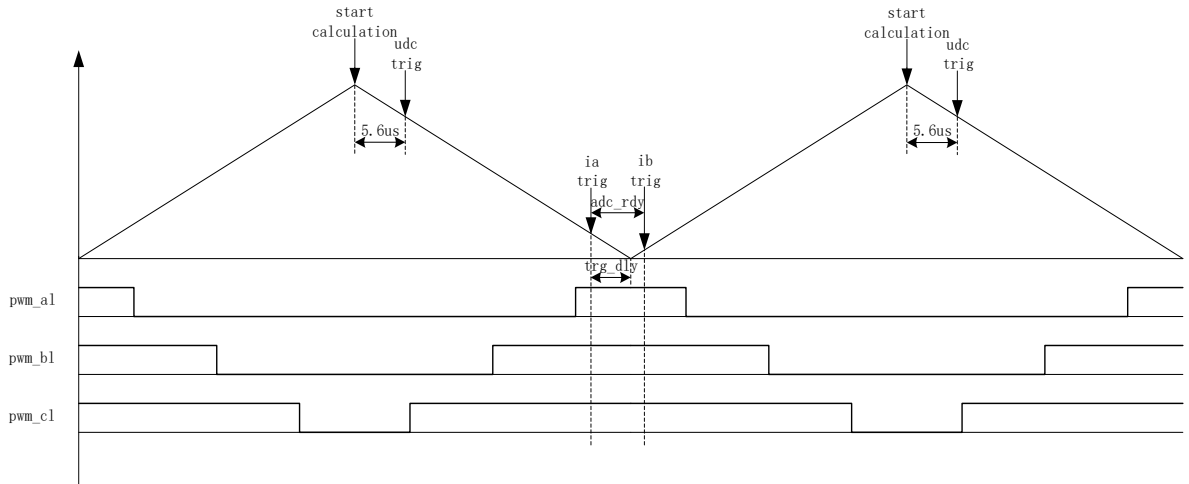 start
calculation
udc
trig
5.6us
ia
trig
ib
trig
adc_rdy
trg_dly
start
calculation
udc
trig
5.6us
pwm_al
pwm_bl
pwm_cl